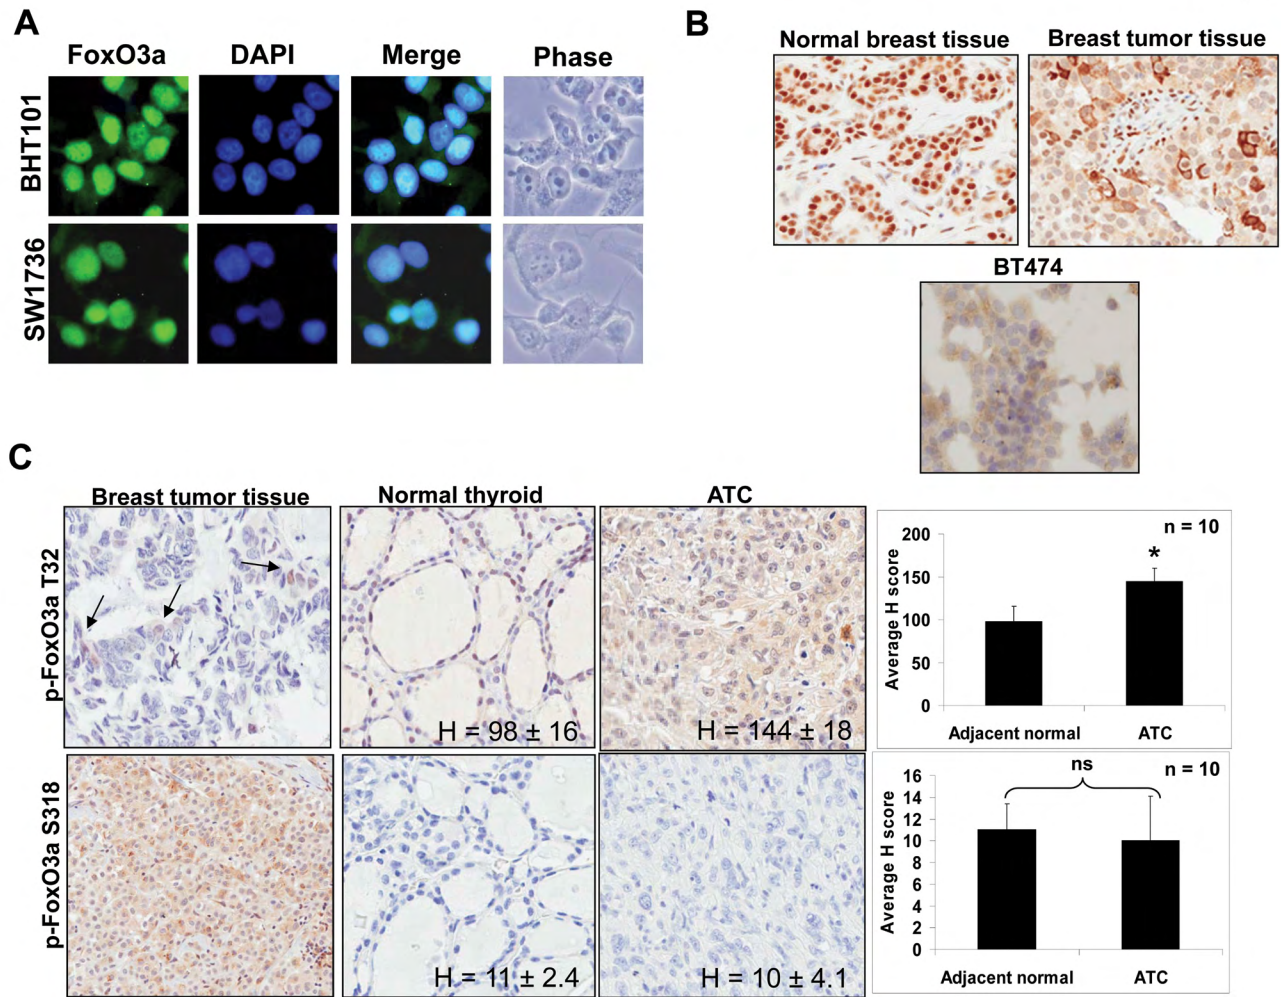 A
FoxO3a DAPI Merge Phase
BHT101
SW1736
B
Normal breast tissue Breast tumor tissue
BT474
C
Breast tumor tissue Normal thyroid ATC
p-FoxO3a T32
H = 98 ± 16
H = 144 ± 18
n = 10
*
Average H score
200
150
100
50
0
Adjacent normal ATC
p-FoxO3a S318
H = 11 ± 2.4
H = 10 ± 4.1
ns
n = 10
Average H score
16
14
12
10
8
6
4
2
0
Adjacent normal ATC